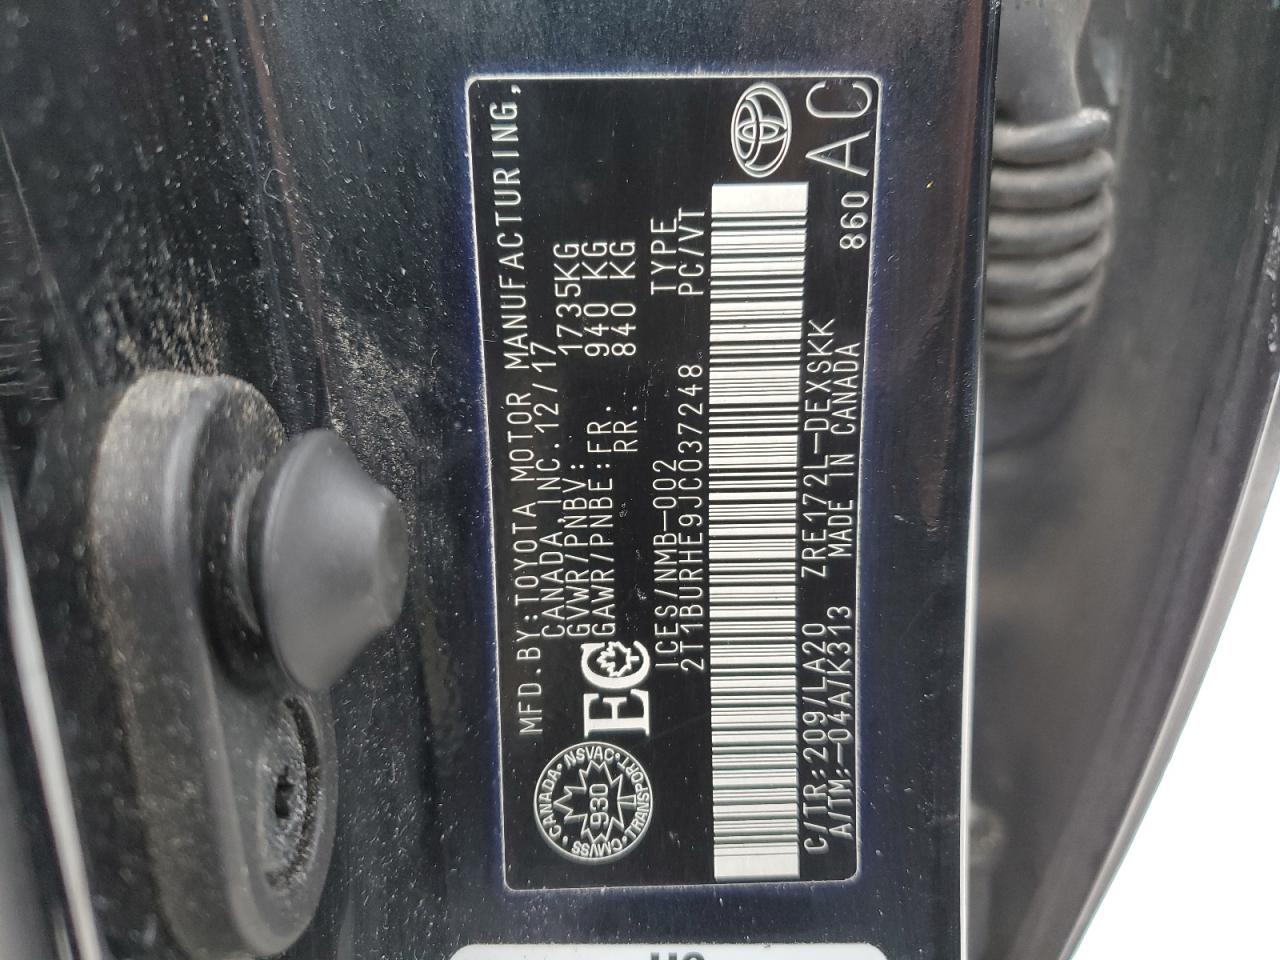 MFD.BY:TOYOTA MOTOR MANUFACTURING,
CANADA,INC.12/17
GVWR/PNBV: 1735KG
GAWR/PNBE:FR. 940 KG
RR. 840 KG
CANADA · NSVAC · TRANSPORT · CMVSS
930
EC
ICES/NMB-002 TYPE
2T1BURHE9JC037248 PC/VT
C/TR:209/LA20 ZRE172L-DEXSKK
A/TM:-04A/K313 MADE IN CANADA 860
AC